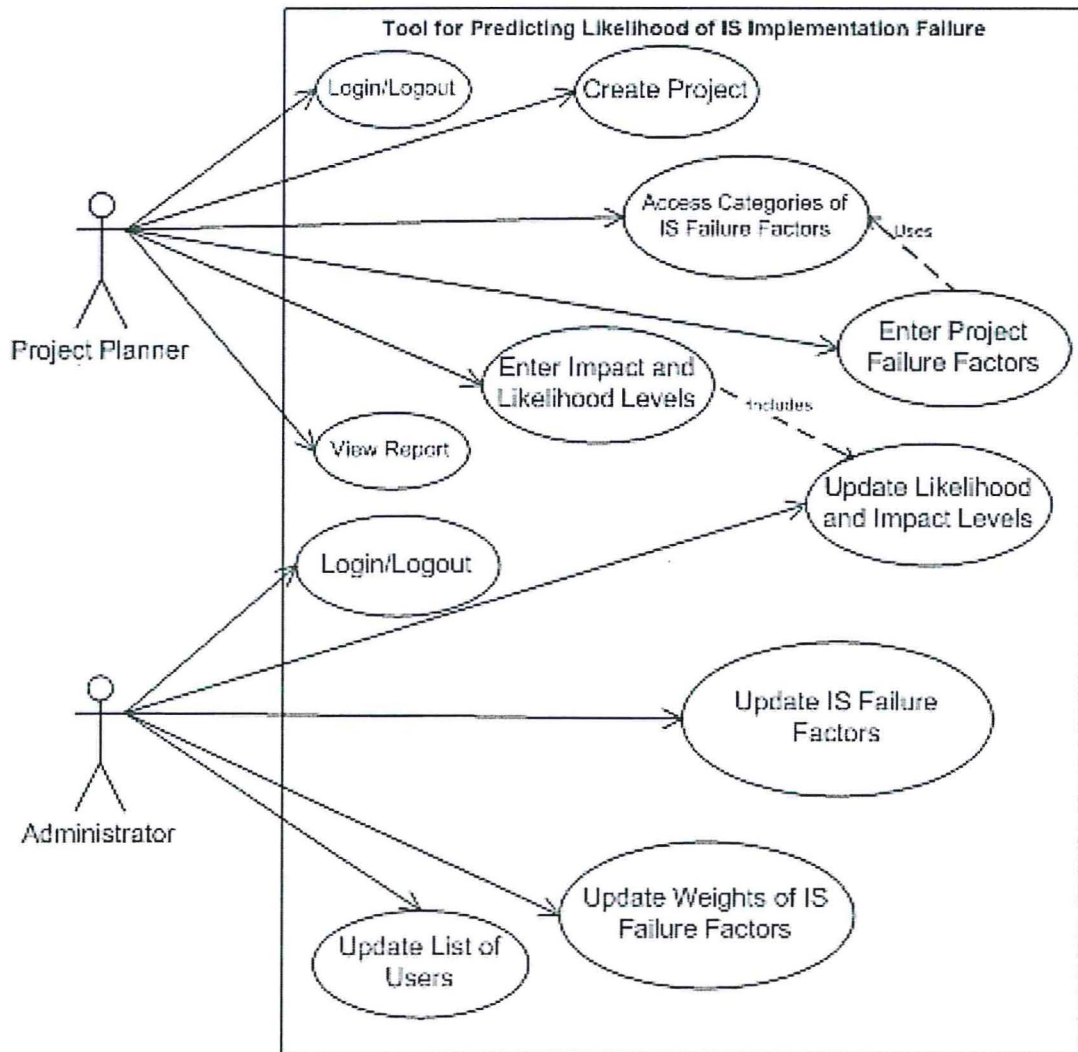 Tool for Predicting Likelihood of IS Implementation Failure
Login/Logout
Create Project
Access Categories of
IS Failure Factors
Uses
Project Planner
Enter Project
Failure Factors
Enter Impact and
Likelihood Levels
Includes
View Report
Update Likelihood
and Impact Levels
Login/Logout
Update IS Failure
Factors
Administrator
Update Weights of IS
Failure Factors
Update List of
Users